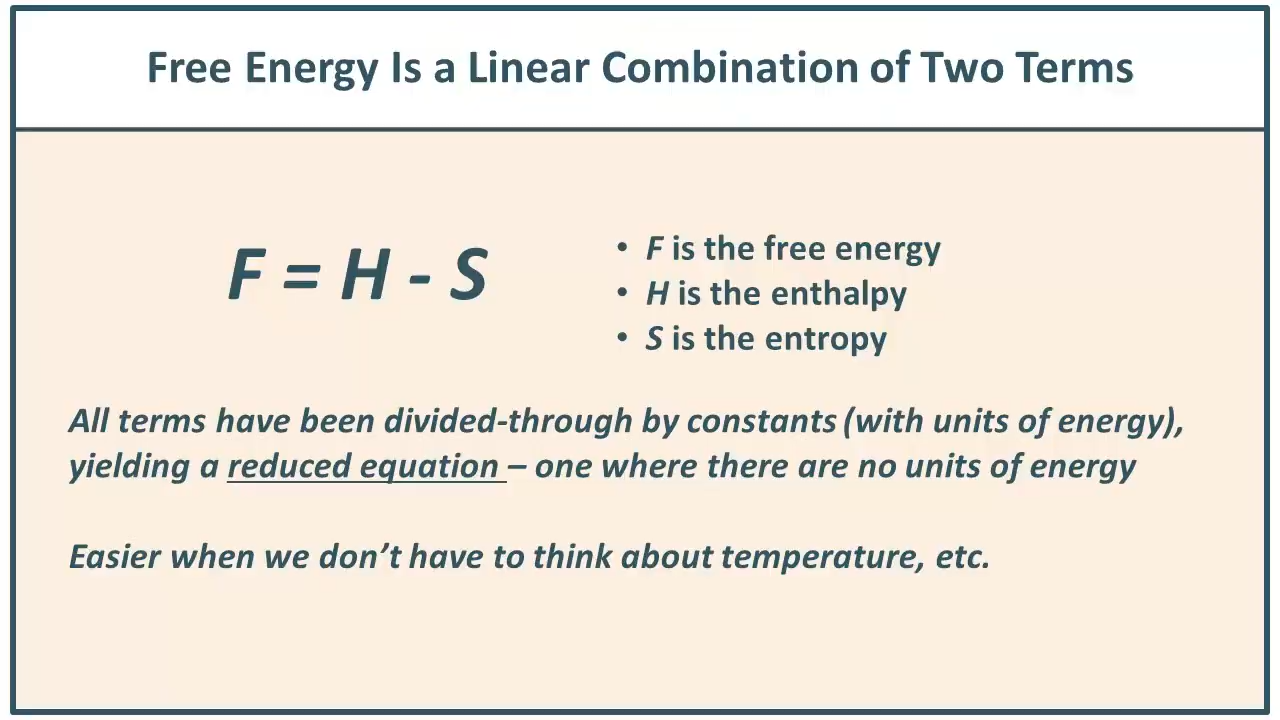 Free Energy Is a Linear Combination of Two Terms
F = H - S
• F is the free energy
• H is the enthalpy
• S is the entropy
All terms have been divided-through by constants (with units of energy),
yielding a reduced equation – one where there are no units of energy
Easier when we don’t have to think about temperature, etc.